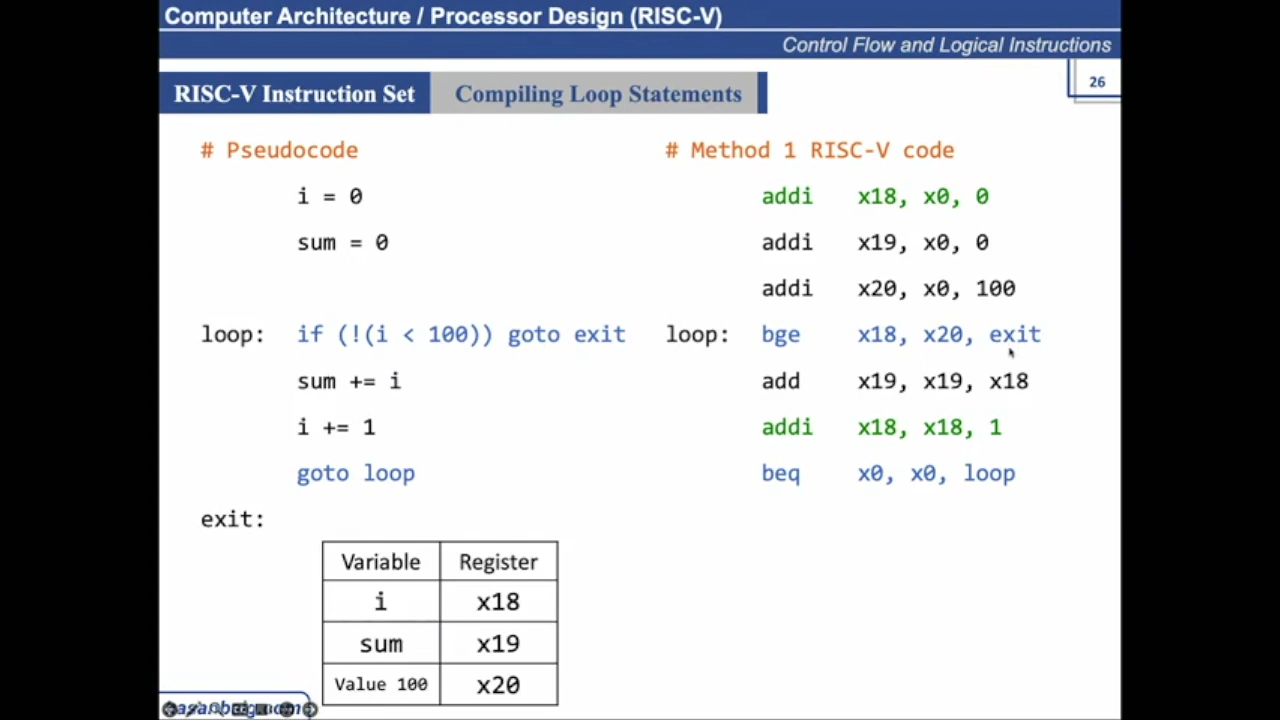 Computer Architecture / Processor Design (RISC-V)
Control Flow and Logical Instructions
RISC-V Instruction Set
Compiling Loop Statements
26
# Pseudocode
i = 0
sum = 0
loop: if (!(i < 100)) goto exit
sum += i
i += 1
goto loop
exit:
# Method 1 RISC-V code
addi x18, x0, 0
addi x19, x0, 0
addi x20, x0, 100
loop: bge x18, x20, exit
add x19, x19, x18
addi x18, x18, 1
beq x0, x0, loop
Variable Register
i x18
sum x19
Value 100 x20